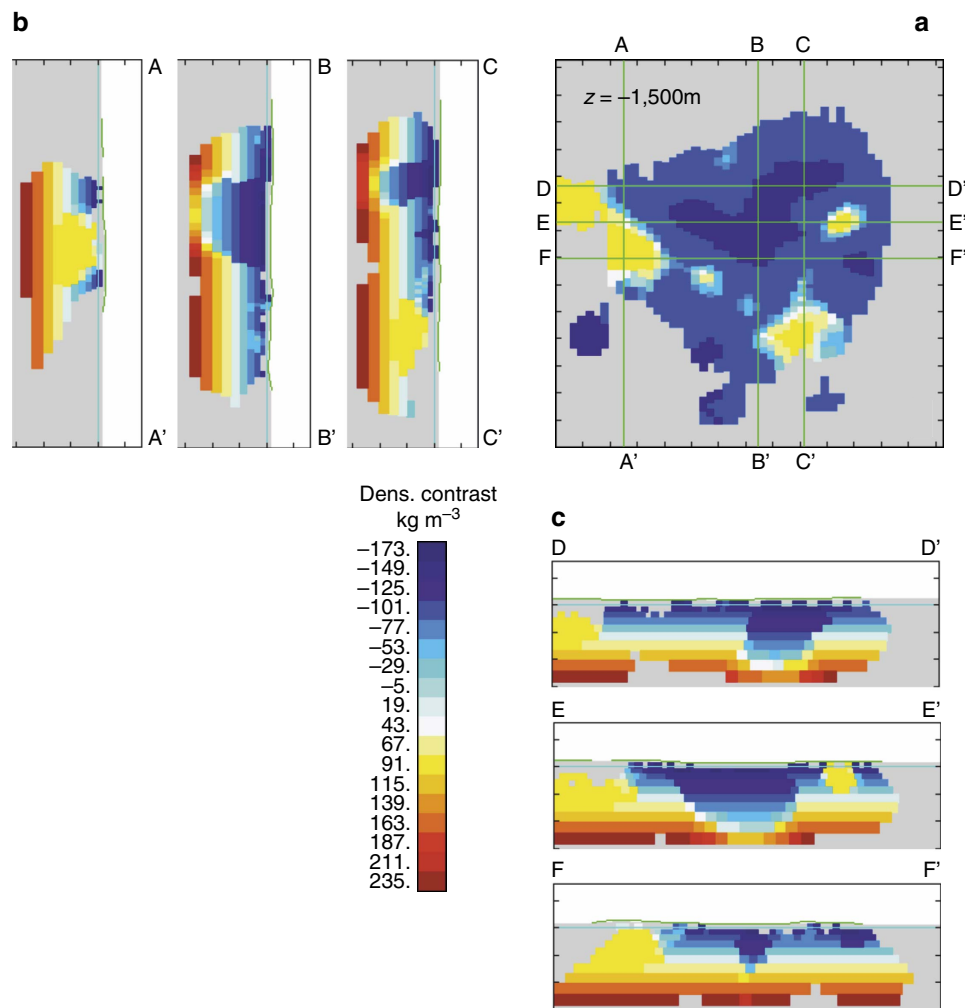 b
a
A
B
C
A
B
C
z = −1,500m
D
D'
E
E'
F
F'
A'
B'
C'
A'
B'
C'
Dens. contrast
kg m−3
−173.
−149.
−125.
−101.
−77.
−53.
−29.
−5.
19.
43.
67.
91.
115.
139.
163.
187.
211.
235.
c
D
D'
E
E'
F
F'